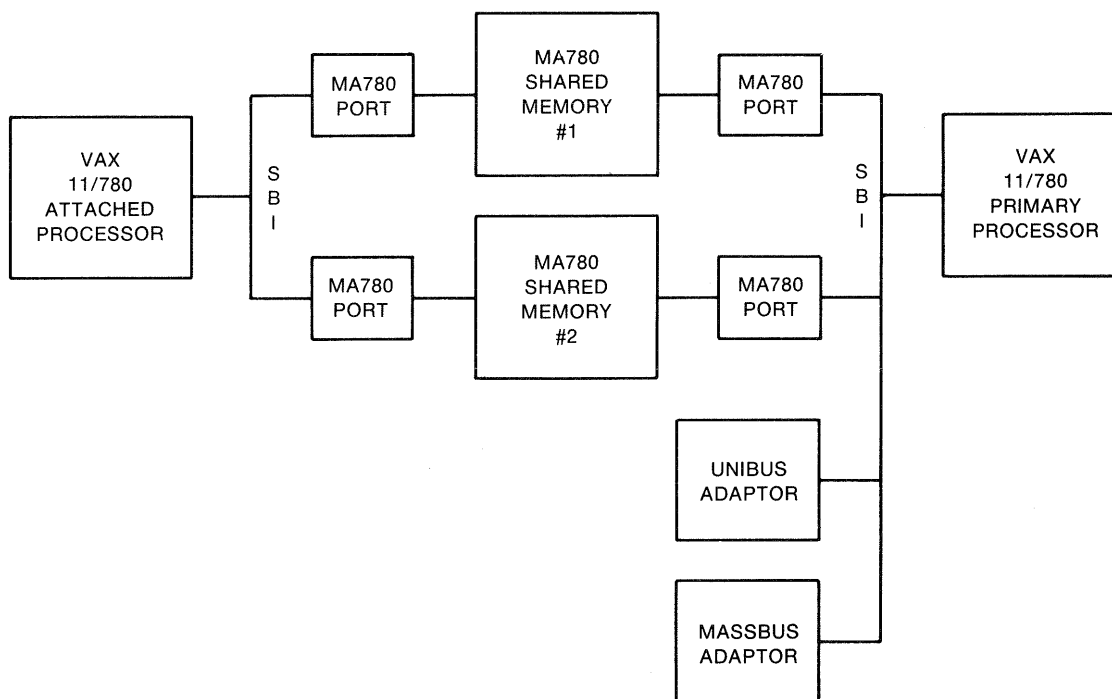 VAX
11/780
ATTACHED
PROCESSOR
S
B
I
MA780
PORT
MA780
SHARED
MEMORY
#1
MA780
PORT
MA780
PORT
MA780
SHARED
MEMORY
#2
MA780
PORT
S
B
I
VAX
11/780
PRIMARY
PROCESSOR
UNIBUS
ADAPTOR
MASSBUS
ADAPTOR